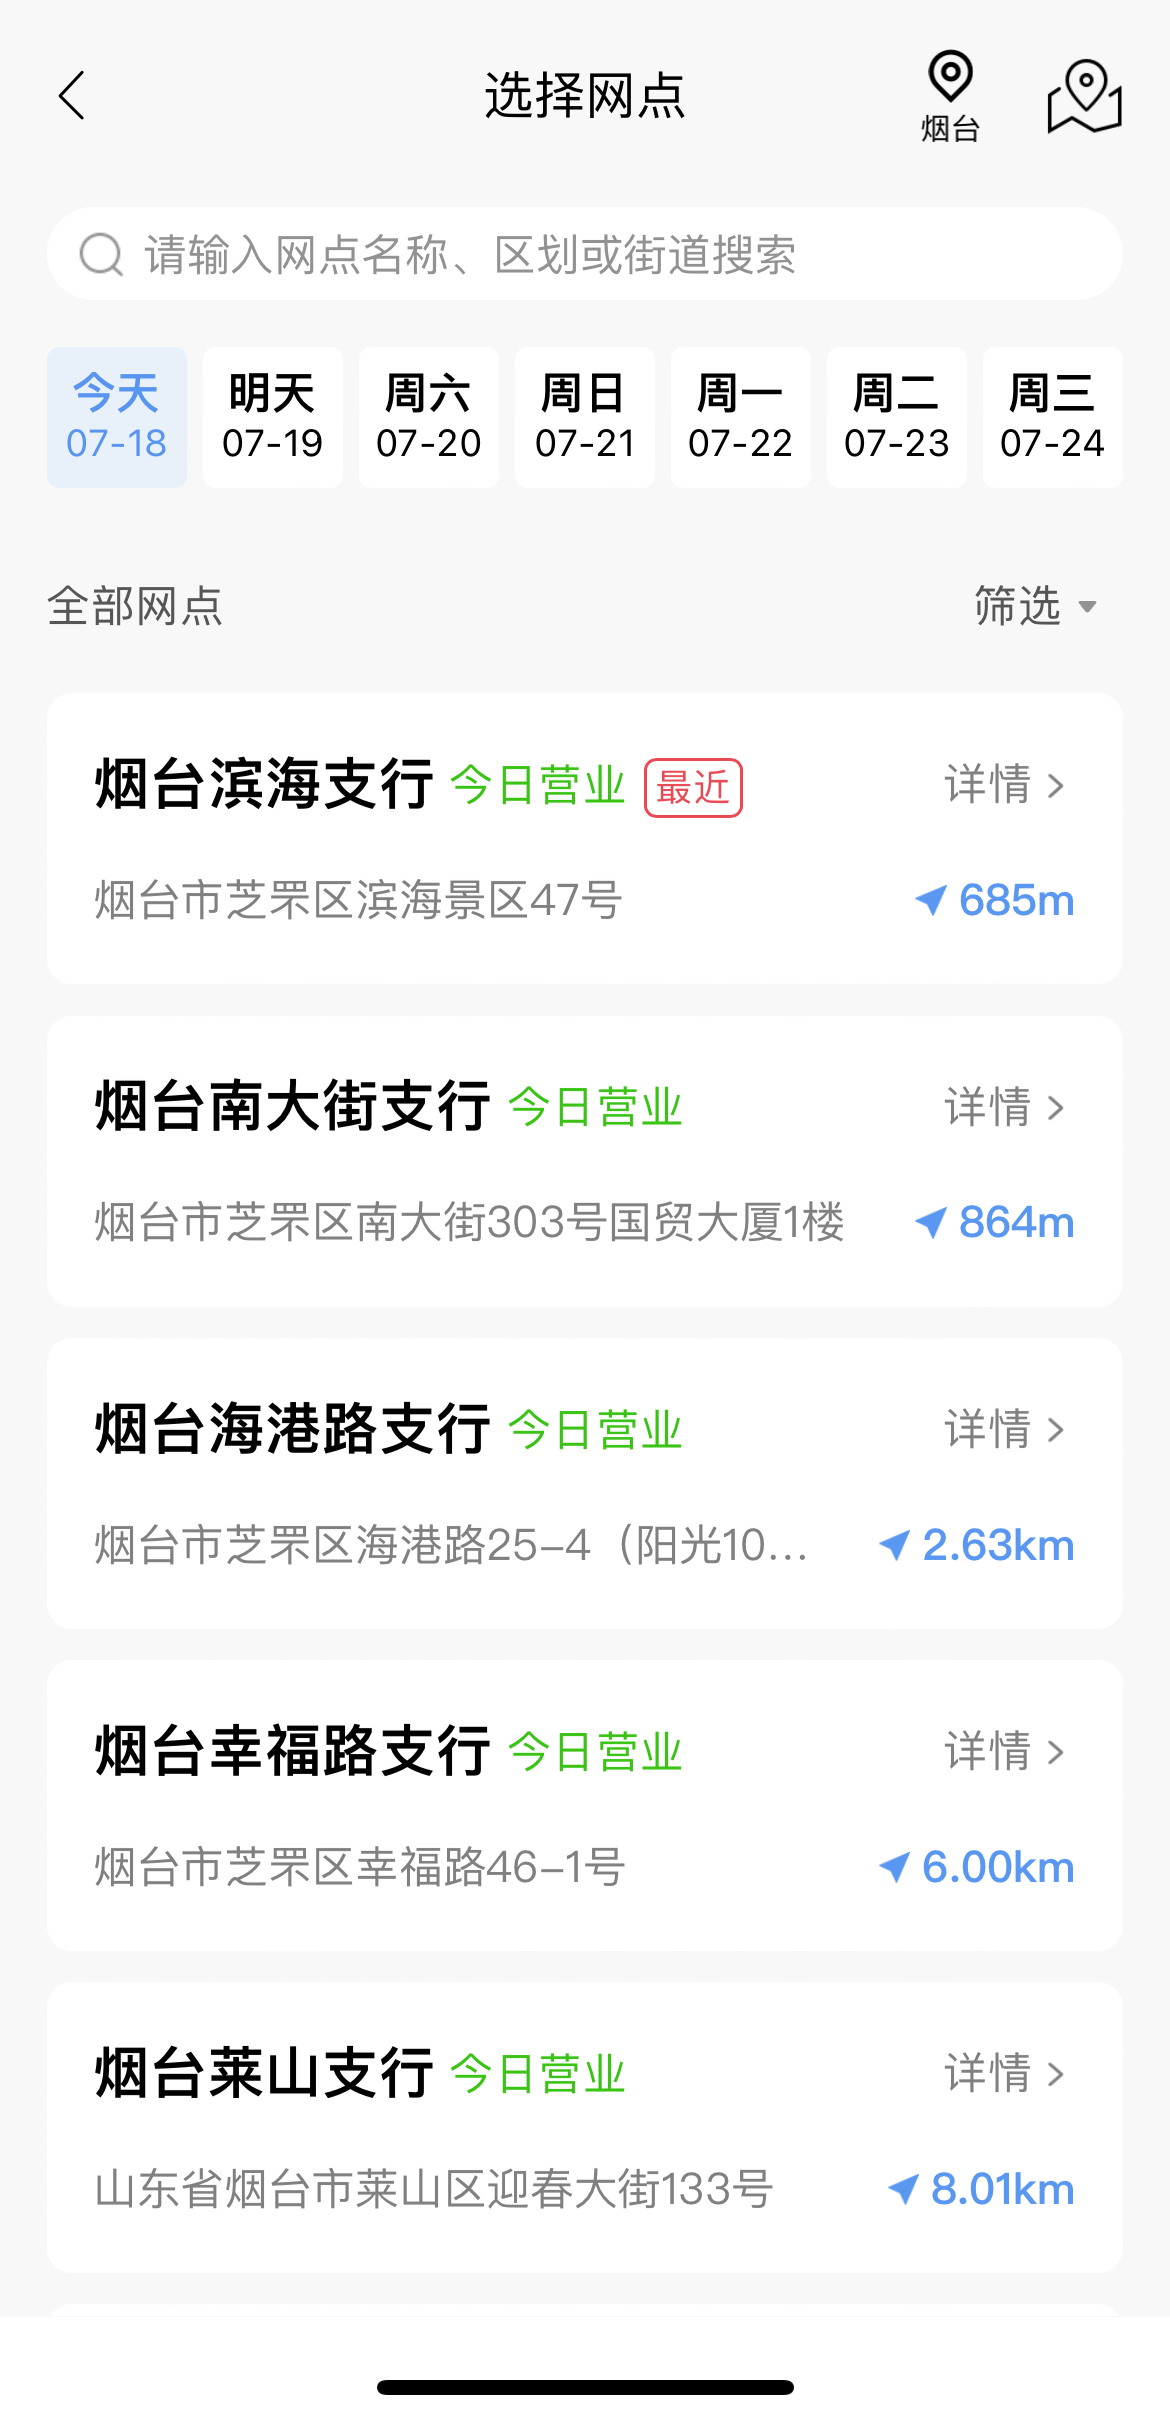 选择网点
烟台
请输入网点名称、区划或街道搜索
今天 明天 周六 周日 周一 周二 周三
07-18 07-19 07-20 07-21 07-22 07-23 07-24
全部网点 筛选
烟台滨海支行 今日营业 最近 详情
烟台市芝罘区滨海景区47号 685m
烟台南大街支行 今日营业 详情
烟台市芝罘区南大街303号国贸大厦1楼 864m
烟台海港路支行 今日营业 详情
烟台市芝罘区海港路25-4（阳光10... 2.63km
烟台幸福路支行 今日营业 详情
烟台市芝罘区幸福路46-1号 6.00km
烟台莱山支行 今日营业 详情
山东省烟台市莱山区迎春大街133号 8.01km